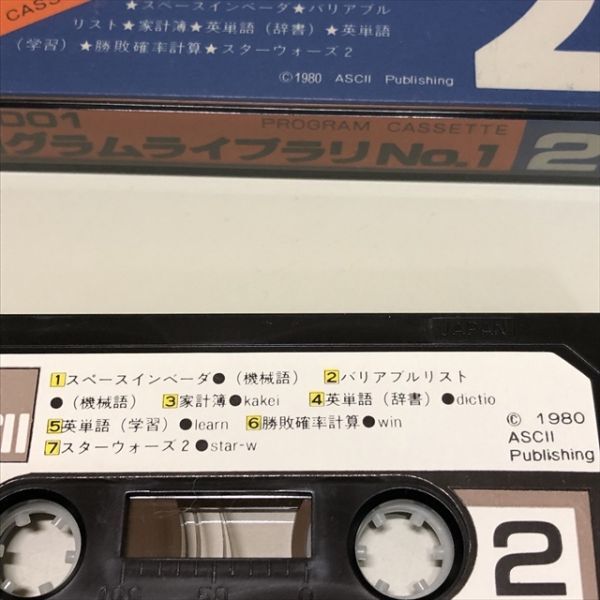 CASS
★スペースインベーダ★バリアブル
リスト★家計簿★英単語（辞書）★英単語
（学習）★勝敗確率計算★スターウォーズ2
©1980 ASCII Publishing
2
001
PROGRAM CASSETTE
グラムライブラリNo.1
2
JAPAN
1スペースインベーダ●（機械語） 2バリアブルリスト
●（機械語） 3家計簿●kakei 4英単語（辞書）●dictio
5英単語（学習）●learn 6勝敗確率計算●win
7スターウォーズ2●star-w
© 1980
ASCII
Publishing
CII
2
100 50 0